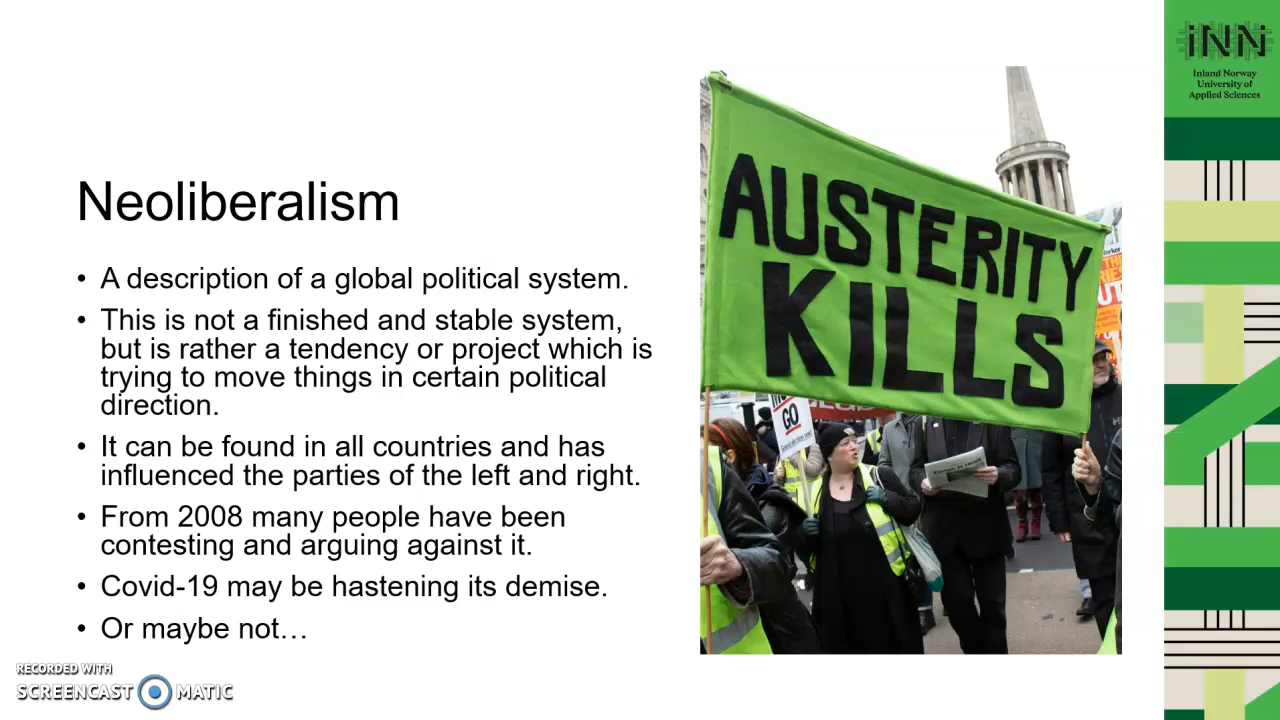 Neoliberalism
• A description of a global political system.
• This is not a finished and stable system,
but is rather a tendency or project which is
trying to move things in certain political
direction.
• It can be found in all countries and has
influenced the parties of the left and right.
• From 2008 many people have been
contesting and arguing against it.
• Covid-19 may be hastening its demise.
• Or maybe not…
AUSTERITY
KILLS
GO
INN
Inland Norway
University of
Applied Sciences
RECORDED WITH
SCREENCAST MATIC